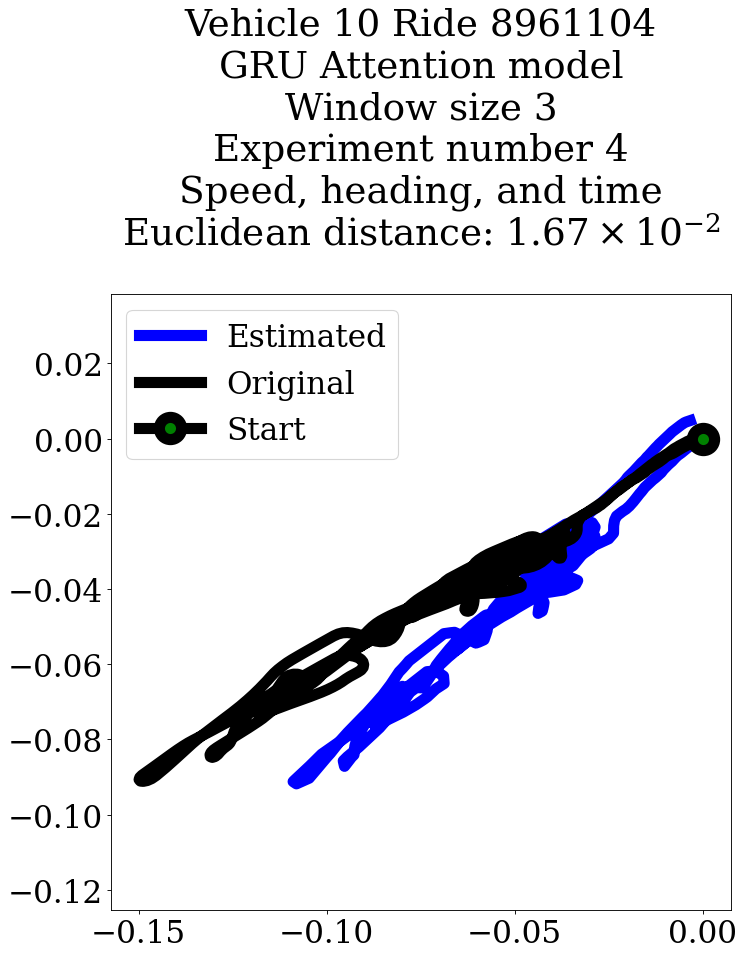 Vehicle 10 Ride 8961104
GRU Attention model
Window size 3
Experiment number 4
Speed, heading, and time
Euclidean distance: 1.67 × 10⁻²
Estimated
Original
Start
0.02
0.00
−0.02
−0.04
−0.06
−0.08
−0.10
−0.12
−0.15
−0.10
−0.05
0.00